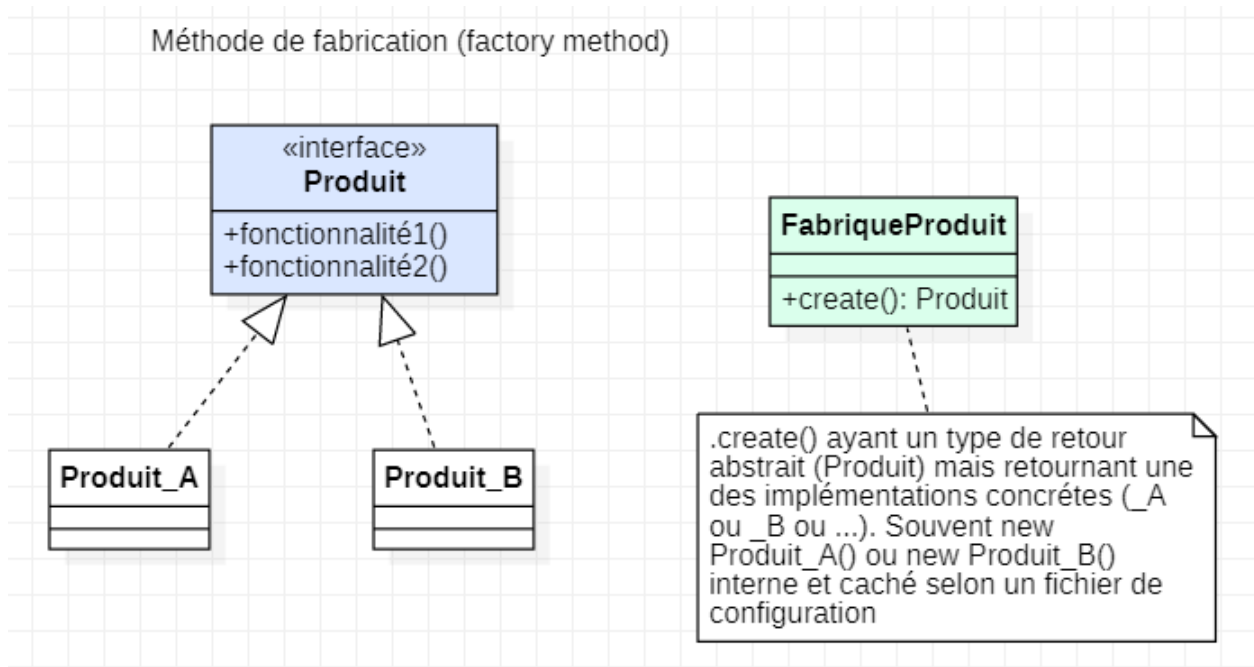 Méthode de fabrication (factory method)
«interface»
Produit
+fonctionnalité1()
+fonctionnalité2()
FabriqueProduit
+create(): Produit
Produit_A
Produit_B
.create() ayant un type de retour
abstrait (Produit) mais retournant une
des implémentations concrétes (_A
ou _B ou ...). Souvent new
Produit_A() ou new Produit_B()
interne et caché selon un fichier de
configuration